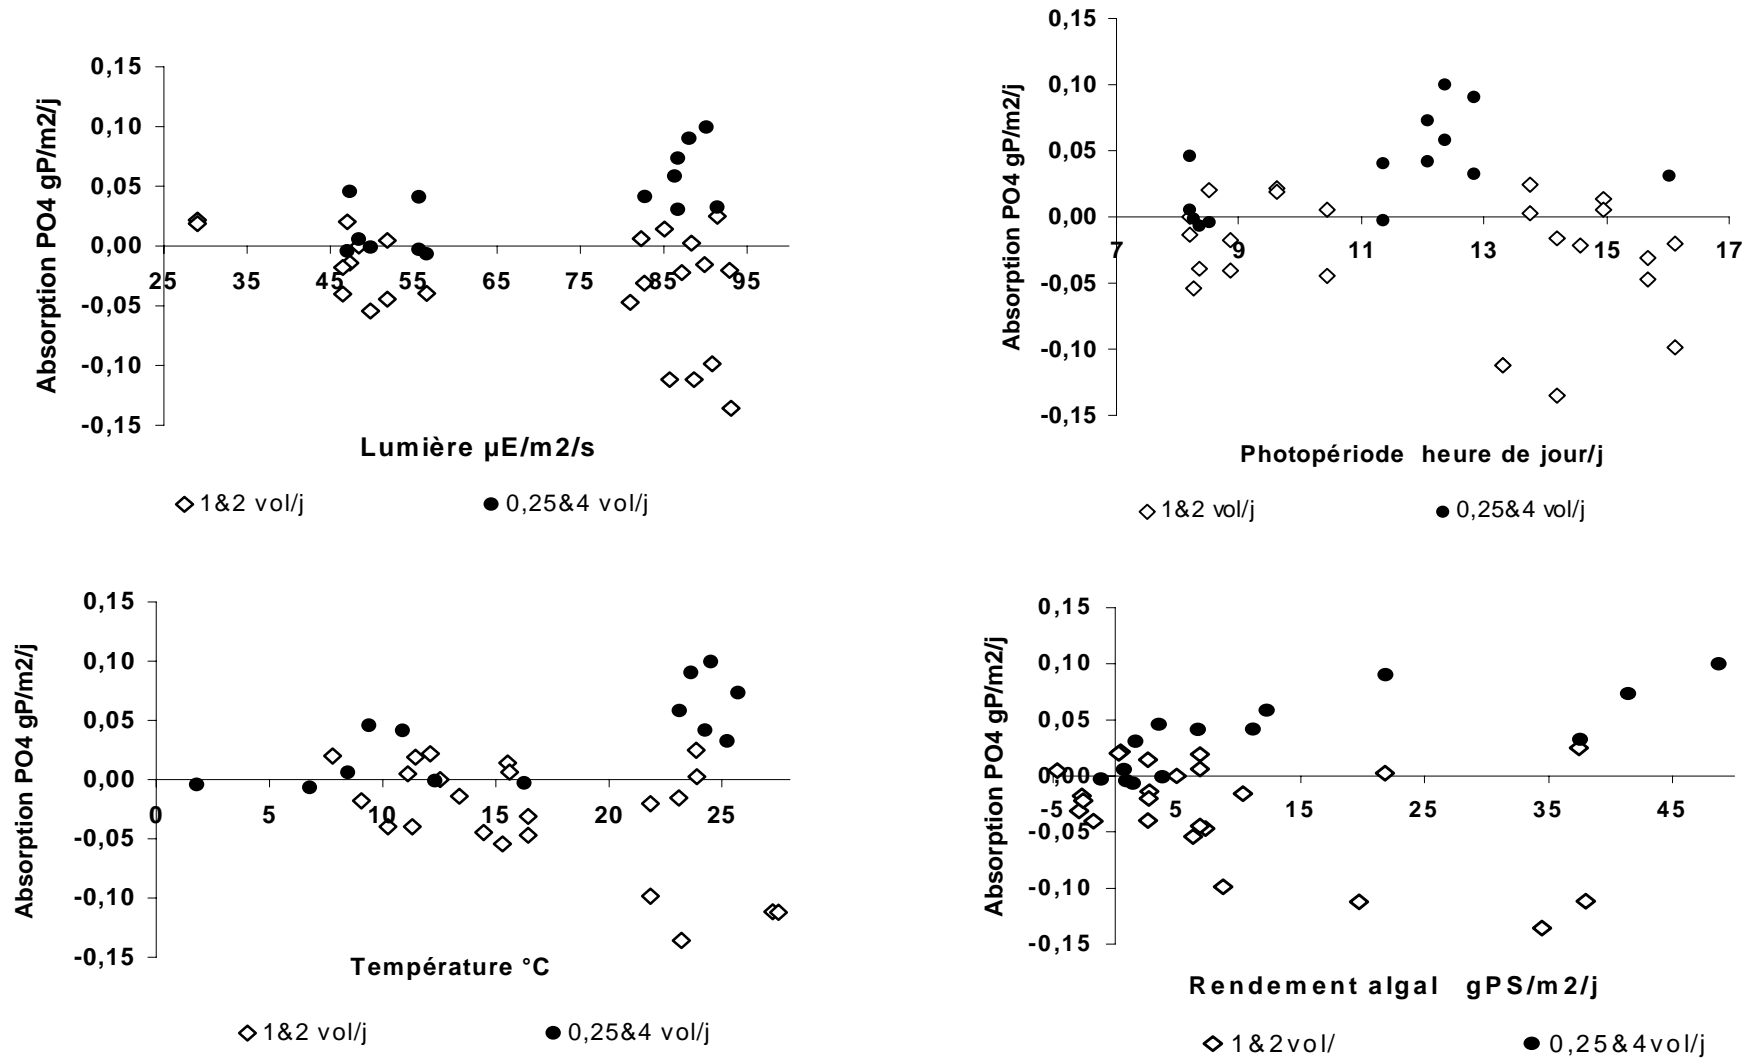 0,15
0,10
0,05
0,00
-0,05
-0,10
-0,15
25 35 45 55 65 75 85 95
Absorption PO4 gP/m2/j
Lumière µE/m2/s
1&2 vol/j 0,25&4 vol/j
0,15
0,10
0,05
0,00
-0,05
-0,10
-0,15
7 9 11 13 15 17
Absorption PO4 gP/m2/j
Photopériode heure de jour/j
1&2 vol/j 0,25&4 vol/j
0,15
0,10
0,05
0,00
-0,05
-0,10
-0,15
0 5 10 15 20 25
Absorption PO4 gP/m2/j
Température °C
1&2 vol/j 0,25&4 vol/j
0,15
0,10
0,05
0,00
-0,05
-0,10
-0,15
-5 5 15 25 35 45
Absorption PO4 gP/m2/j
Rendement algal gPS/m2/j
1&2vol/ 0,25&4vol/j